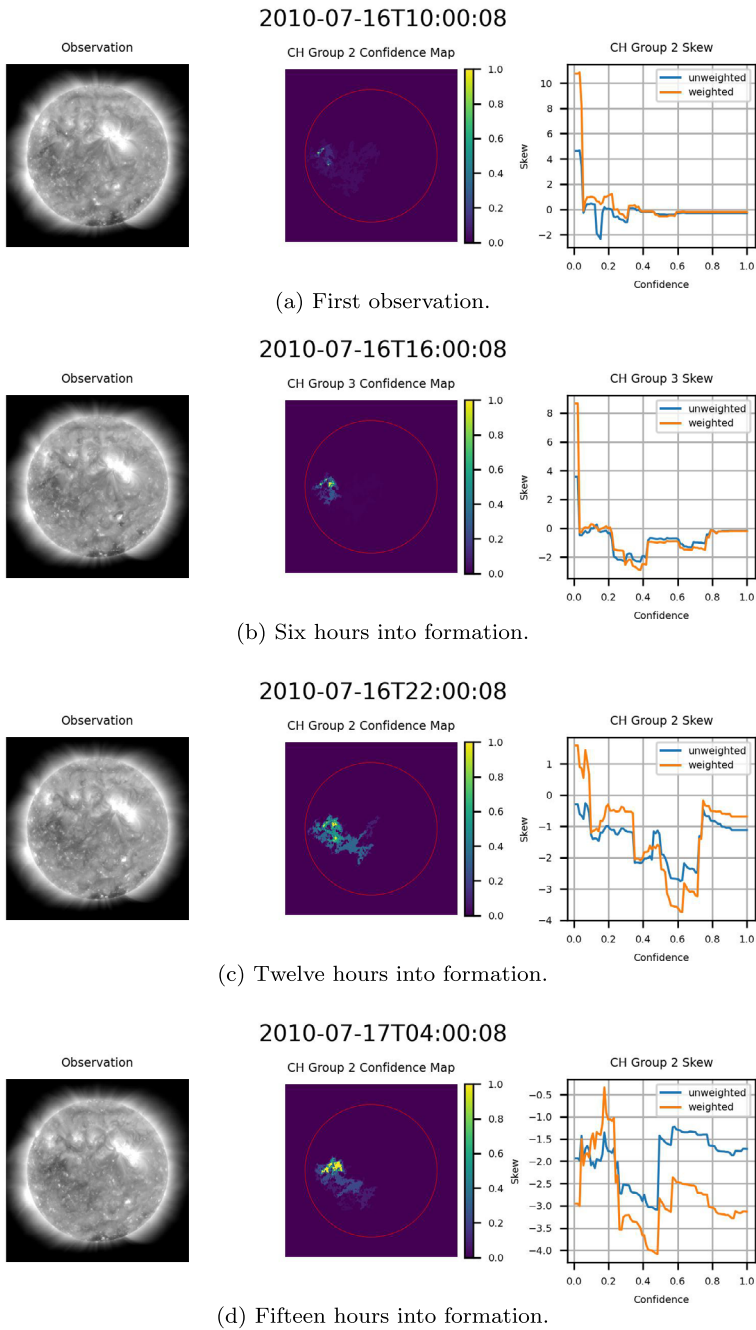 2010-07-16T10:00:08
Observation
CH Group 2 Confidence Map
CH Group 2 Skew
1.0
0.8
0.6
0.4
0.2
0.0
Skew
10
8
6
4
2
0
−2
unweighted
weighted
0.0 0.2 0.4 0.6 0.8 1.0
Confidence
(a) First observation.
2010-07-16T16:00:08
Observation
CH Group 3 Confidence Map
CH Group 3 Skew
1.0
0.8
0.6
0.4
0.2
0.0
Skew
8
6
4
2
0
−2
unweighted
weighted
0.0 0.2 0.4 0.6 0.8 1.0
Confidence
(b) Six hours into formation.
2010-07-16T22:00:08
Observation
CH Group 2 Confidence Map
CH Group 2 Skew
1.0
0.8
0.6
0.4
0.2
0.0
Skew
1
0
−1
−2
−3
−4
unweighted
weighted
0.0 0.2 0.4 0.6 0.8 1.0
Confidence
(c) Twelve hours into formation.
2010-07-17T04:00:08
Observation
CH Group 2 Confidence Map
CH Group 2 Skew
1.0
0.8
0.6
0.4
0.2
0.0
Skew
−0.5
−1.0
−1.5
−2.0
−2.5
−3.0
−3.5
−4.0
unweighted
weighted
0.0 0.2 0.4 0.6 0.8 1.0
Confidence
(d) Fifteen hours into formation.